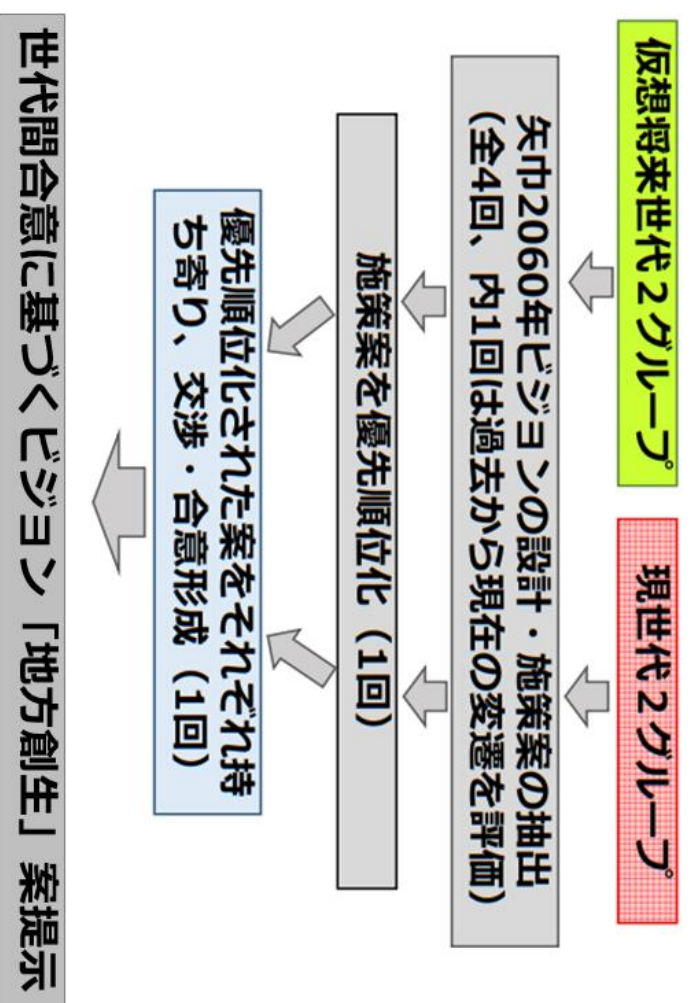 仮想将来世代２グループ
現世代２グループ
矢巾2060年ビジョンの設計・施策案の抽出
（全4回、内1回は過去から現在の変遷を評価）
施策案を優先順位化（1回）
優先順位化された案をそれぞれ持
ち寄り、交渉・合意形成（1回）
世代間合意に基づくビジョン「地方創生」案提示